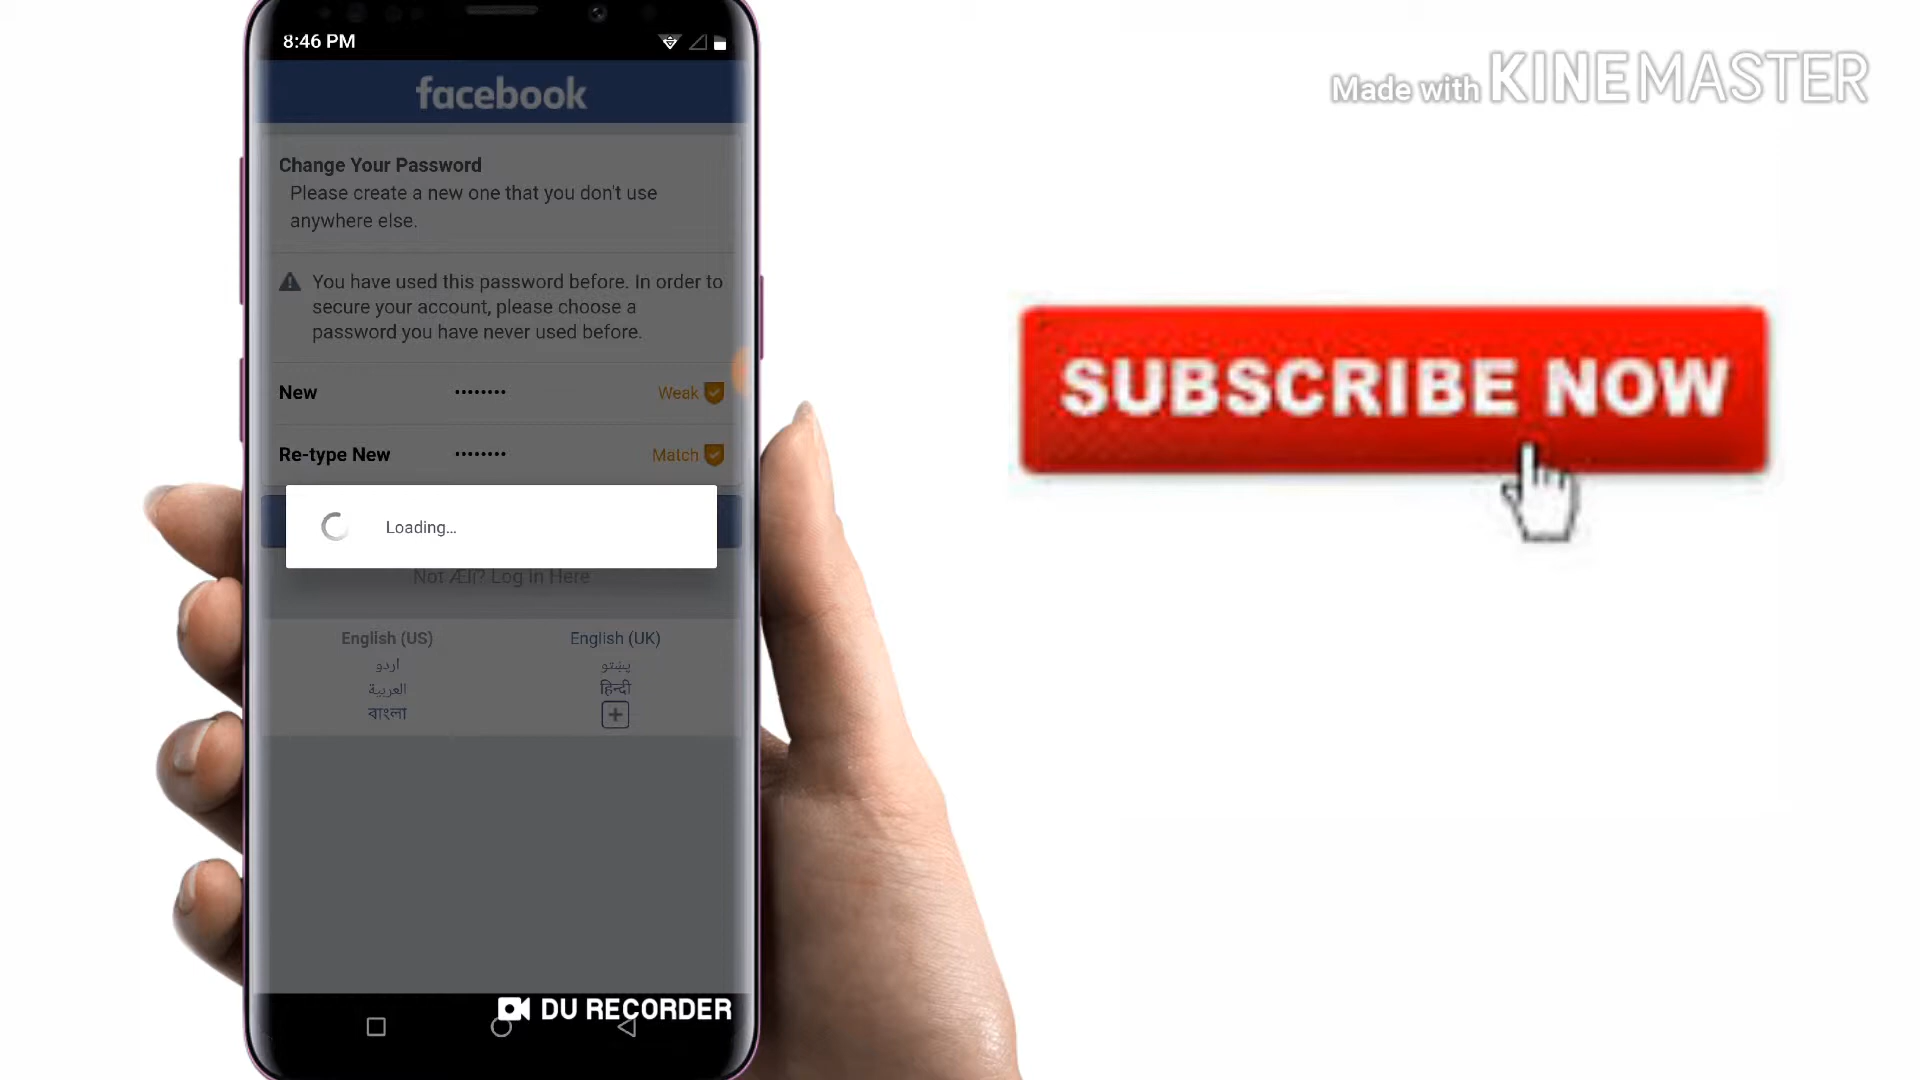 8:46 PM
facebook
Made with KINEMASTER
Change Your Password
Please create a new one that you don't use
anywhere else.
You have used this password before. In order to
secure your account, please choose a
password you have never used before.
New •••••••• Weak
Re-type New •••••••• Match
SUBSCRIBE NOW
Loading...
Log In Here
English (US) English (UK)
اردو پښتو
العربية हिन्दी
বাংলা
DU RECORDER